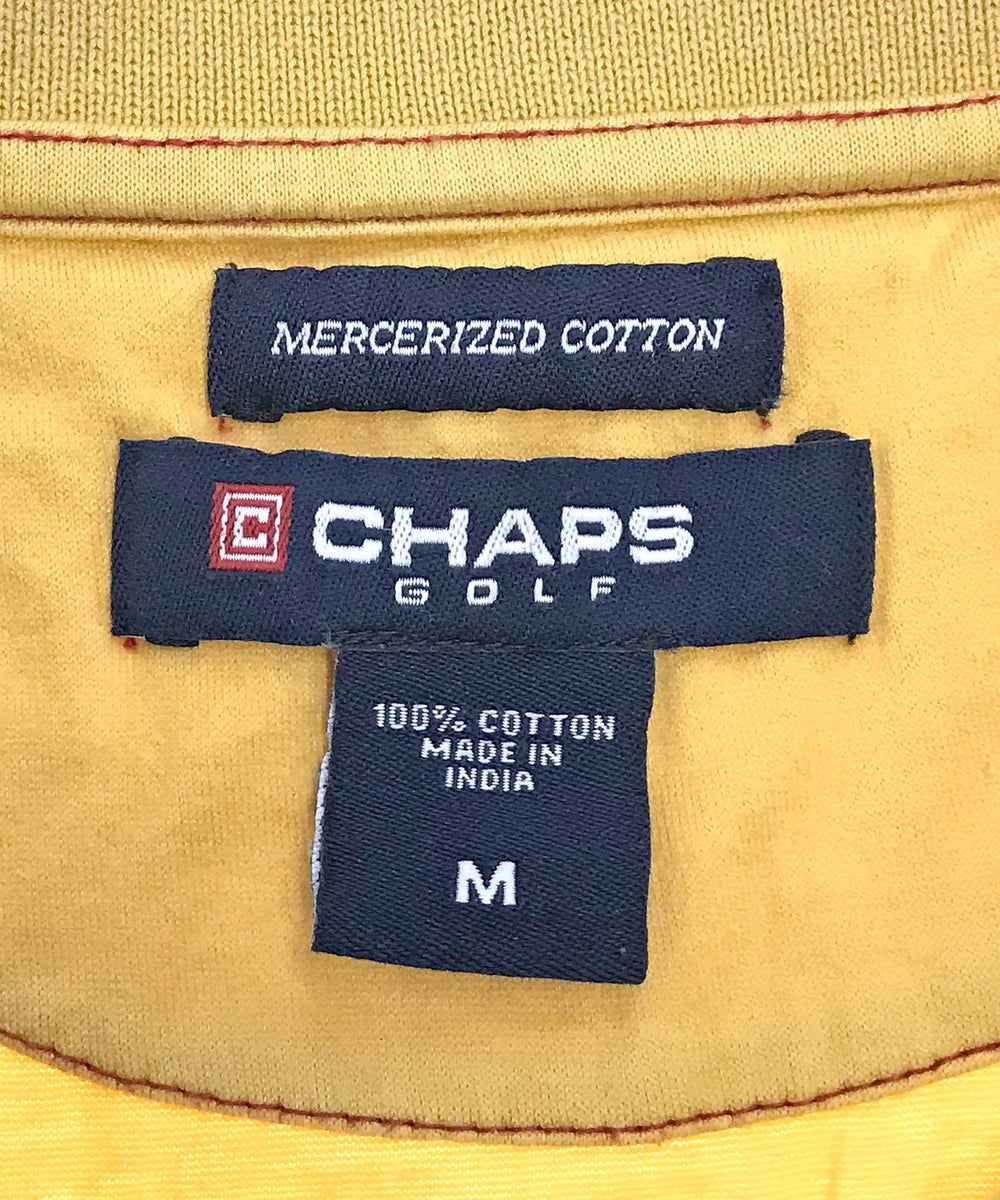 MERCERIZED COTTON
C CHAPS
GOLF
100% COTTON
MADE IN
INDIA
M